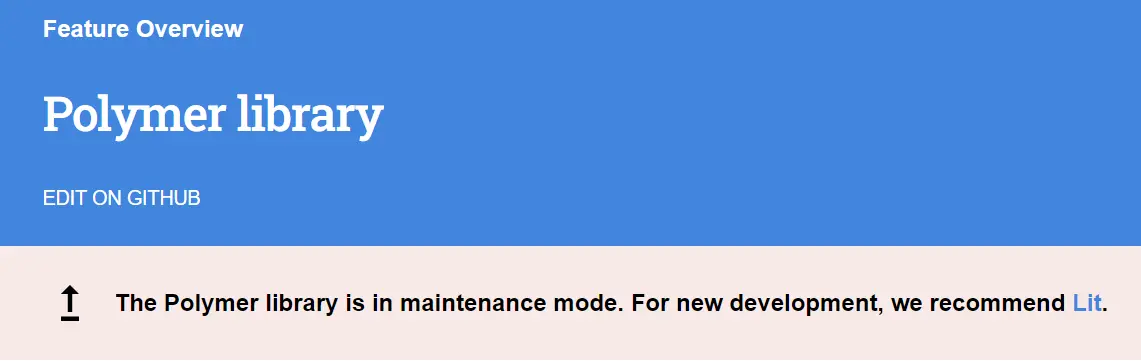 Feature Overview
Polymer library
EDIT ON GITHUB
The Polymer library is in maintenance mode. For new development, we recommend Lit.